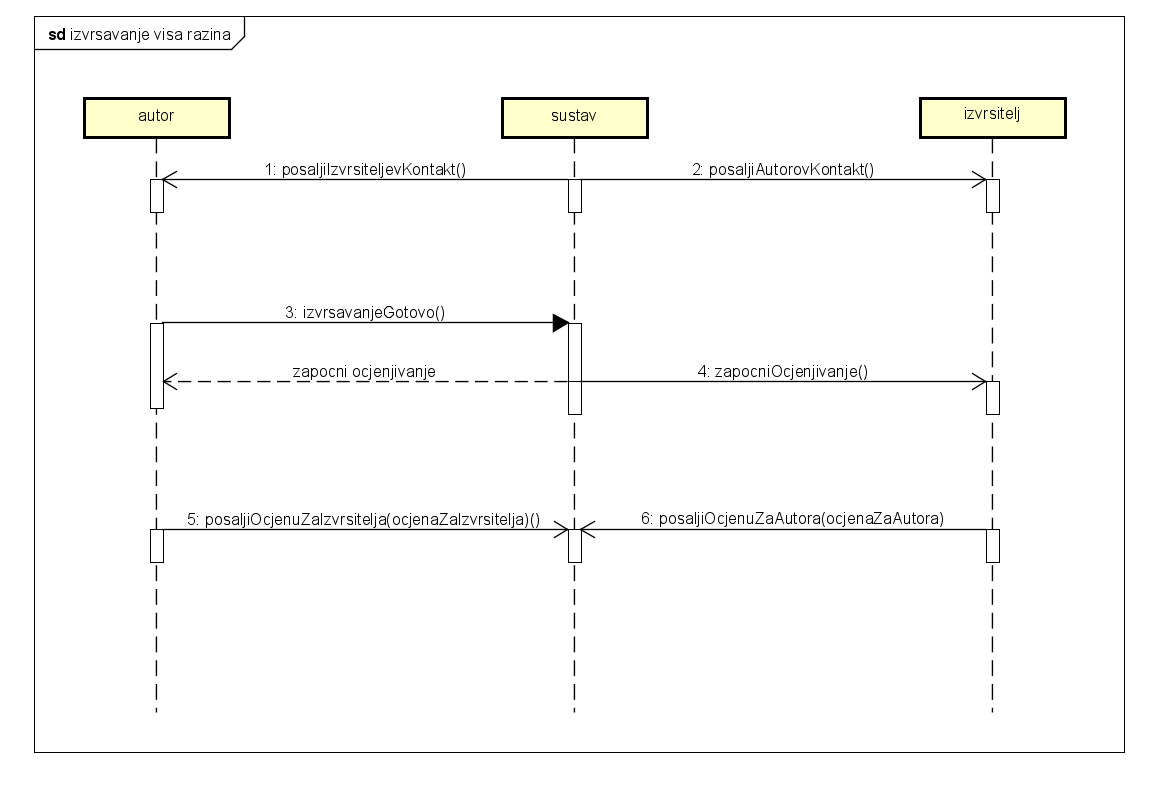 sd izvrsavanje visa razina
autor
sustav
izvrsitelj
1: posaljiIzvrsiteljevKontakt()
2: posaljiAutorovKontakt()
3: izvrsavanjeGotovo()
zapocni ocjenjivanje
4: zapocniOcjenjivanje()
5: posaljiOcjenuZaIzvrsitelja(ocjenaZaIzvrsitelja)()
6: posaljiOcjenuZaAutora(ocjenaZaAutora)